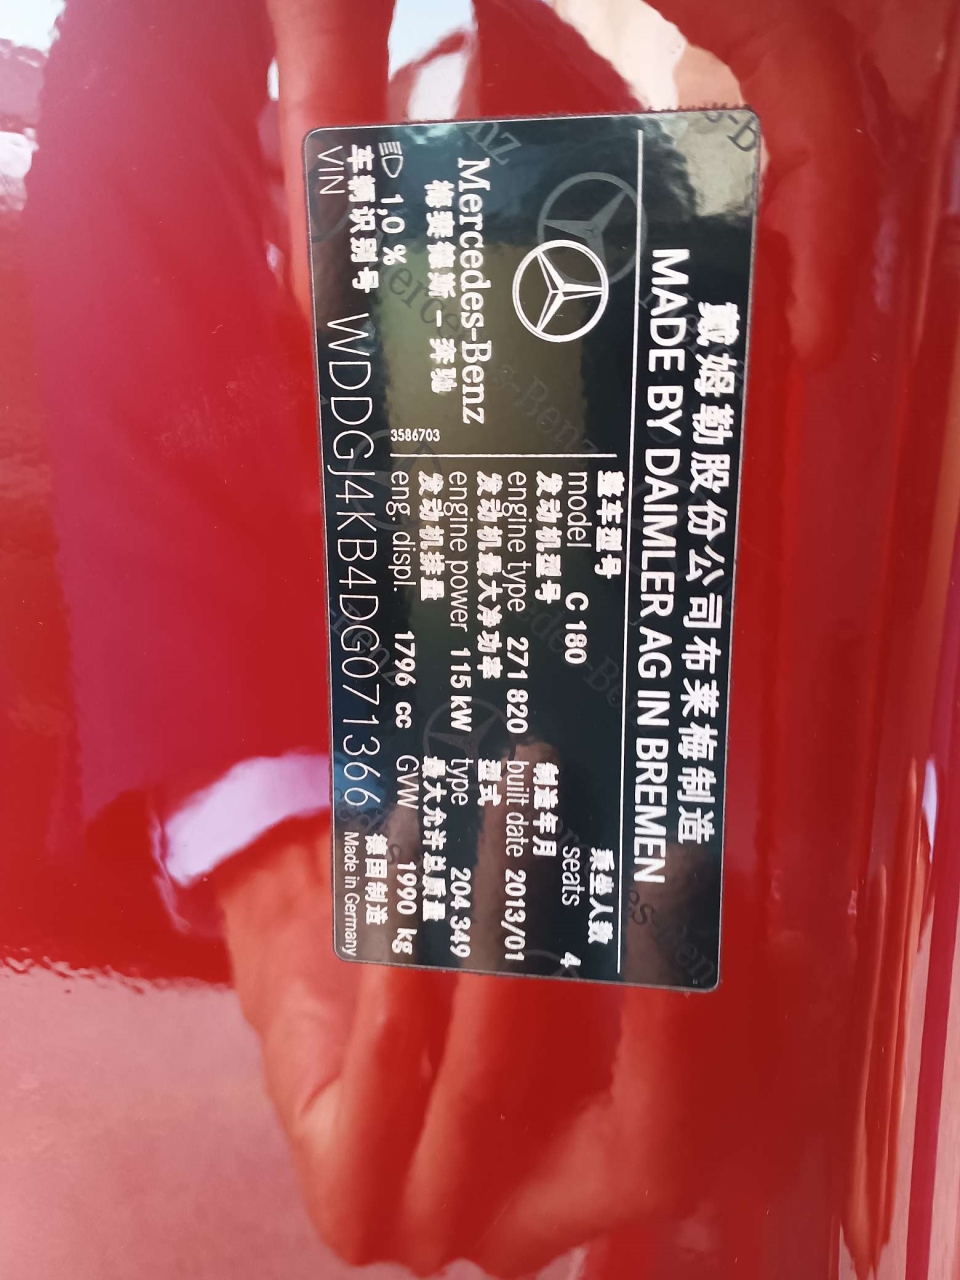 戴姆勒股份公司布莱梅制造
MADE BY DAIMLER AG IN BREMEN
Mercedes-Benz
梅赛德斯-奔驰
1,0 %
3586703
整车型号 乘坐人数
model C 180 seats 4
发动机型号 制造年月
engine type 271 820 built date 2013/01
发动机最大净功率 型式
engine power 115 kW type 204 349
发动机排量 最大允许总质量
eng. displ. 1796 cc GVW 1990 kg
车辆识别号 德国制造
VIN WDDGJ4KB4DG071366 Made in Germany